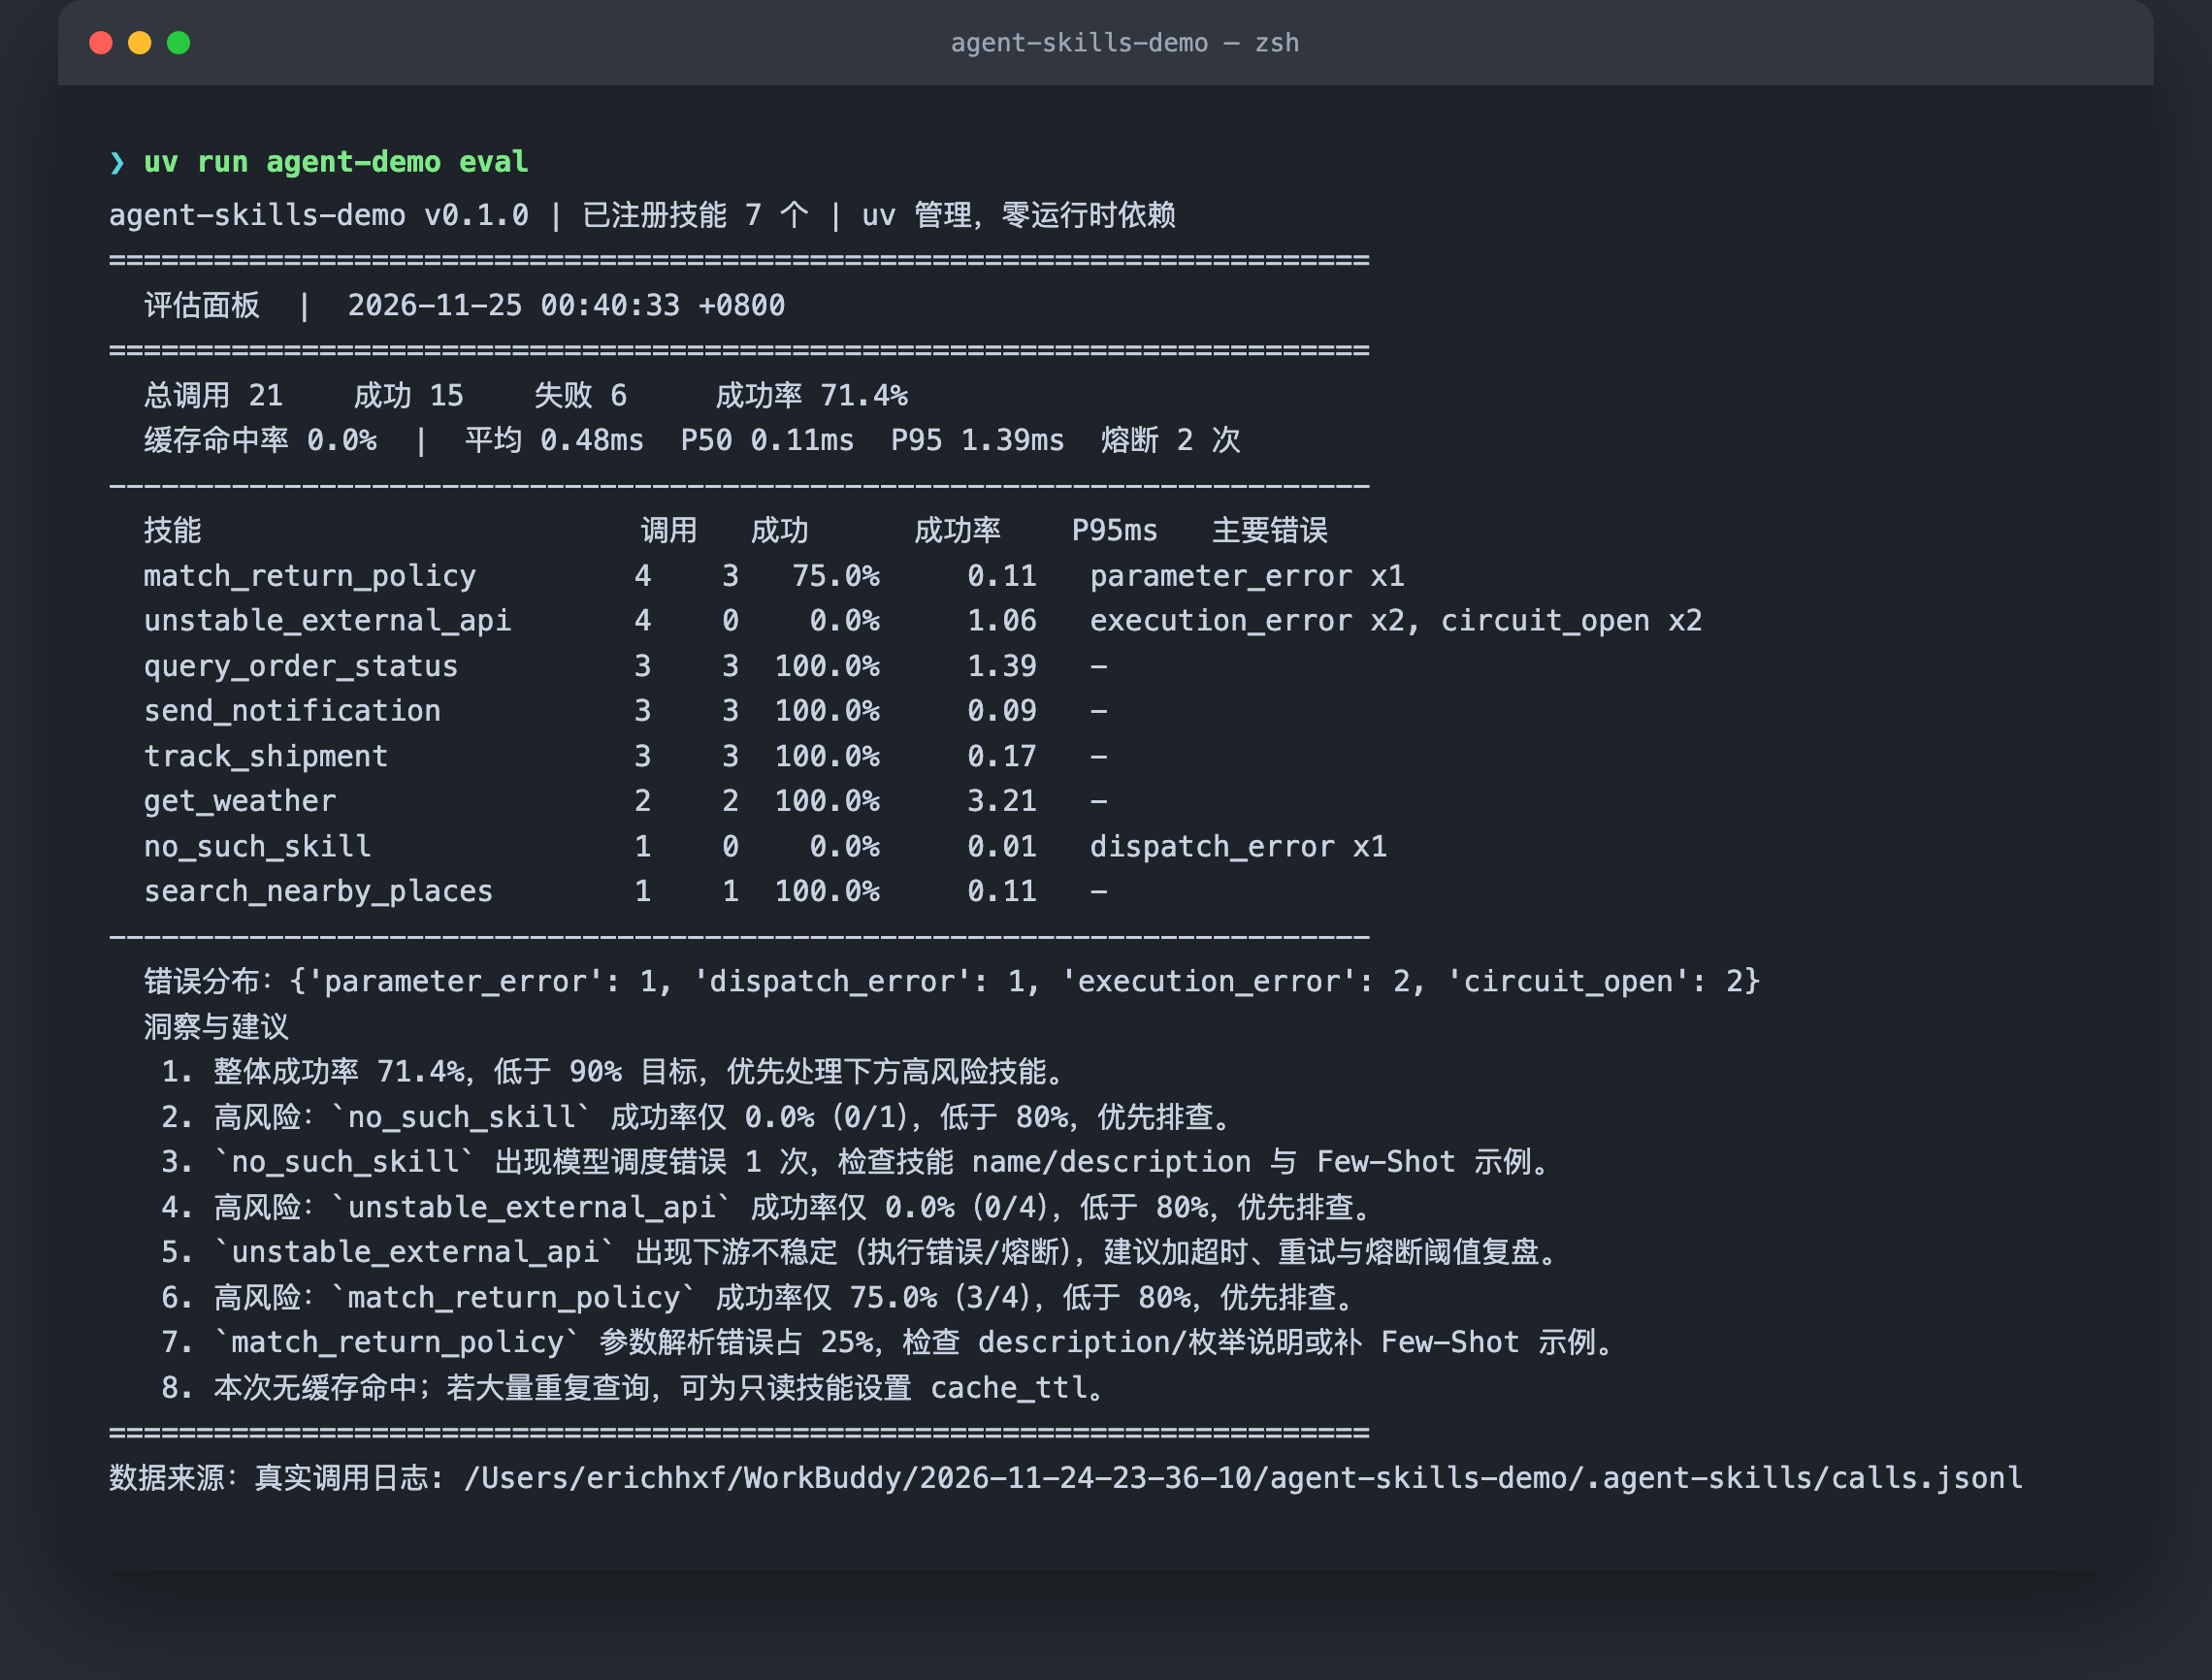 agent-skills-demo — zsh
❯ uv run agent-demo eval
agent-skills-demo v0.1.0 | 已注册技能 7 个 | uv 管理，零运行时依赖
========================================================================
评估面板 | 2026-11-25 00:40:33 +0800
========================================================================
总调用 21 成功 15 失败 6 成功率 71.4%
缓存命中率 0.0% | 平均 0.48ms P50 0.11ms P95 1.39ms 熔断 2 次
------------------------------------------------------------------------
技能 调用 成功 成功率 P95ms 主要错误
match_return_policy 4 3 75.0% 0.11 parameter_error x1
unstable_external_api 4 0 0.0% 1.06 execution_error x2, circuit_open x2
query_order_status 3 3 100.0% 1.39 -
send_notification 3 3 100.0% 0.09 -
track_shipment 3 3 100.0% 0.17 -
get_weather 2 2 100.0% 3.21 -
no_such_skill 1 0 0.0% 0.01 dispatch_error x1
search_nearby_places 1 1 100.0% 0.11 -
------------------------------------------------------------------------
错误分布：{'parameter_error': 1, 'dispatch_error': 1, 'execution_error': 2, 'circuit_open': 2}
洞察与建议
1. 整体成功率 71.4%，低于 90% 目标，优先处理下方高风险技能。
2. 高风险：`no_such_skill` 成功率仅 0.0%（0/1），低于 80%，优先排查。
3. `no_such_skill` 出现模型调度错误 1 次，检查技能 name/description 与 Few-Shot 示例。
4. 高风险：`unstable_external_api` 成功率仅 0.0%（0/4），低于 80%，优先排查。
5. `unstable_external_api` 出现下游不稳定（执行错误/熔断），建议加超时、重试与熔断阈值复盘。
6. 高风险：`match_return_policy` 成功率仅 75.0%（3/4），低于 80%，优先排查。
7. `match_return_policy` 参数解析错误占 25%，检查 description/枚举说明或补 Few-Shot 示例。
8. 本次无缓存命中；若大量重复查询，可为只读技能设置 cache_ttl。
========================================================================
数据来源：真实调用日志：/Users/erichhxf/WorkBuddy/2026-11-24-23-36-10/agent-skills-demo/.agent-skills/calls.jsonl